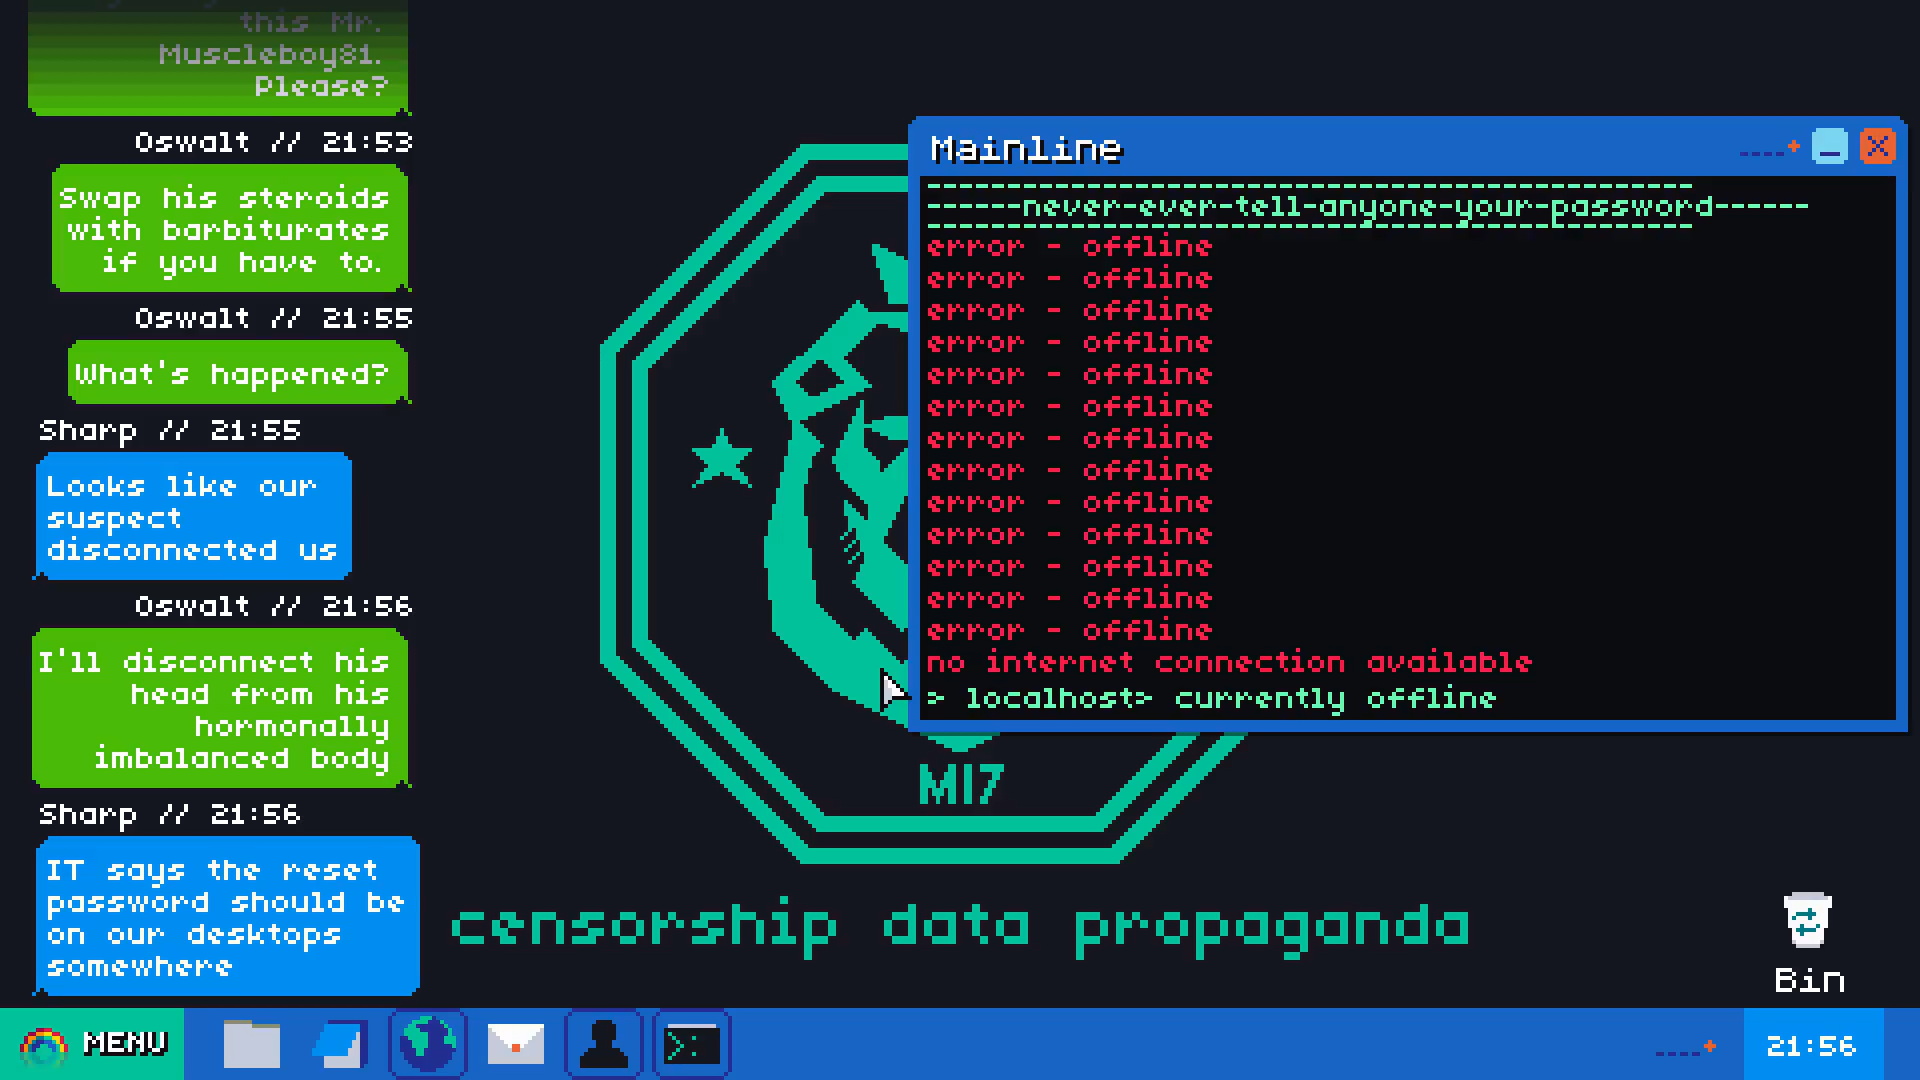 this Mr.
Muscleboy81.
Please?
Oswalt // 21:53
Swap his steroids
with barbiturates
if you have to.
Oswalt // 21:55
What's happened?
Sharp // 21:55
Looks like our
suspect
disconnected us
Oswalt // 21:56
I'll disconnect his
head from his
hormonally
imbalanced body
Sharp // 21:56
IT says the reset
password should be
on our desktops
somewhere
Mainline
------never-ever-tell-anyone-your-password------
error - offline
error - offline
error - offline
error - offline
error - offline
error - offline
error - offline
error - offline
error - offline
error - offline
error - offline
error - offline
error - offline
no internet connection available
> localhost> currently offline
MI7
censorship data propaganda
Bin
MENU
21:56